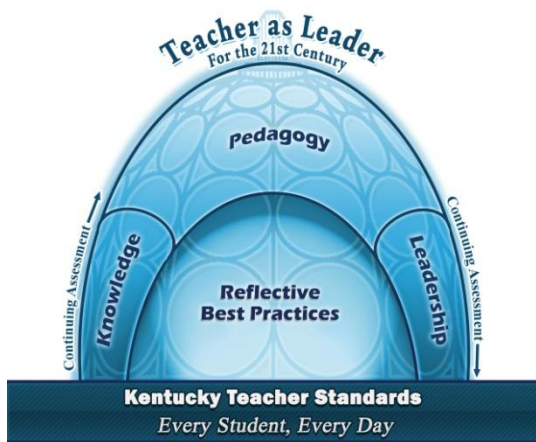 Teacher as Leader
For the 21st Century
Pedagogy
Continuing Assessment
Knowledge
Reflective
Best Practices
Leadership
Continuing Assessment
Kentucky Teacher Standards
Every Student, Every Day